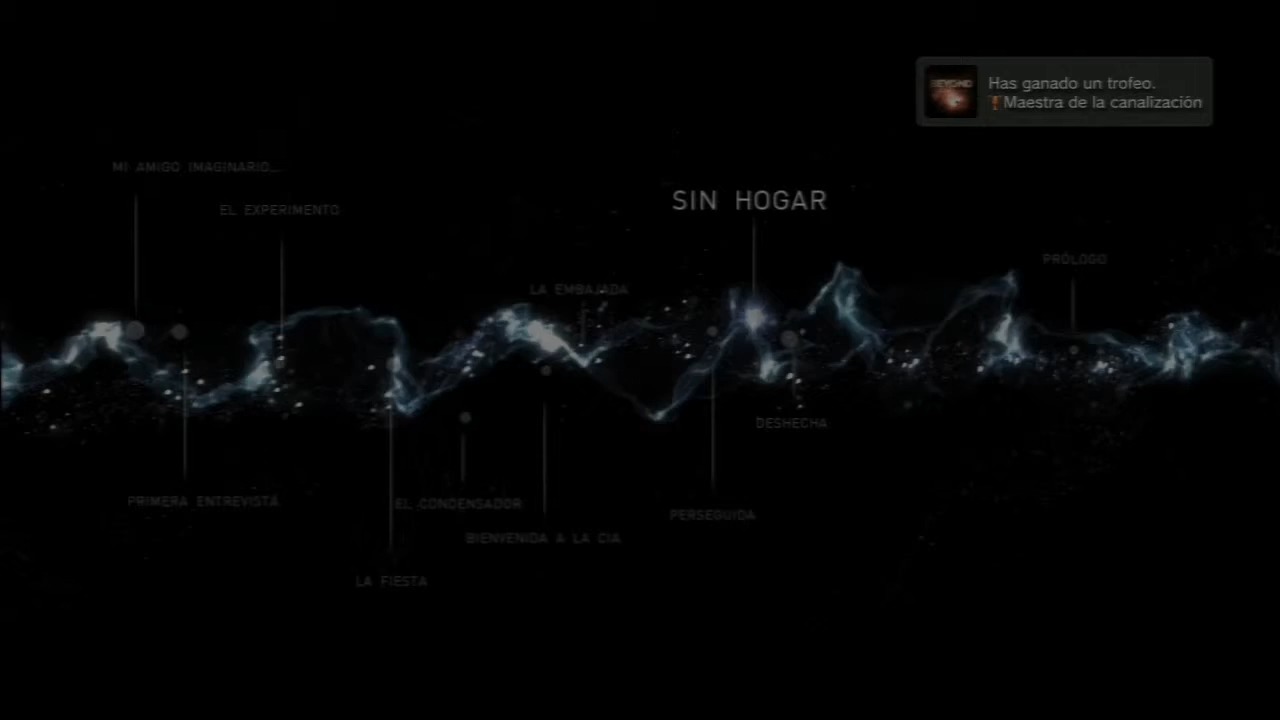 BEYOND
Has ganado un trofeo.
Maestra de la canalización
MI AMIGO IMAGINARIO...
EL EXPERIMENTO
SIN HOGAR
PRÓLOGO
LA EMBAJADA
DESHECHA
PRIMERA ENTREVISTA
EL CONDENSADOR
PERSEGUIDA
BIENVENIDA A LA CIA
LA FIESTA